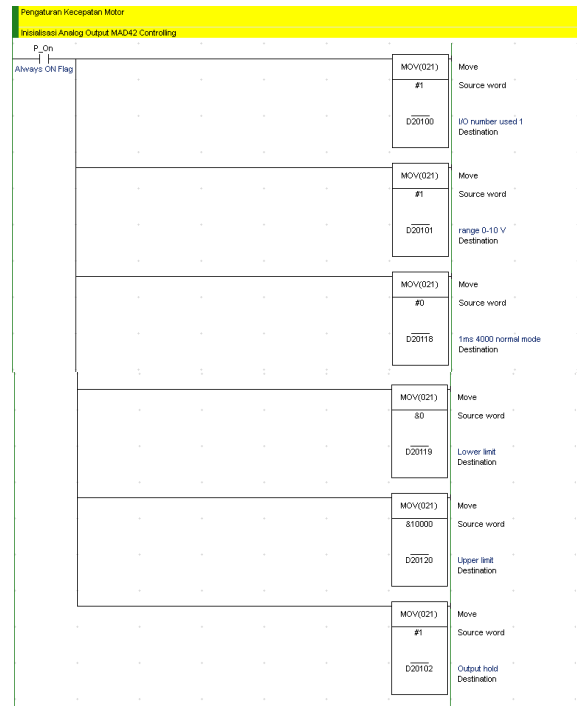 Pengaturan Kecepatan Motor
Inisialisasi Analog Output MAD42 Controlling
P_On
Always ON Flag
MOV(021) Move
#1 Source word
D20100 I/O number used 1
Destination
MOV(021) Move
#1 Source word
D20101 range 0-10 V
Destination
MOV(021) Move
#0 Source word
D20118 1ms 4000 normal mode
Destination
MOV(021) Move
&0 Source word
D20119 Lower limit
Destination
MOV(021) Move
&10000 Source word
D20120 Upper limit
Destination
MOV(021) Move
#1 Source word
D20102 Output hold
Destination